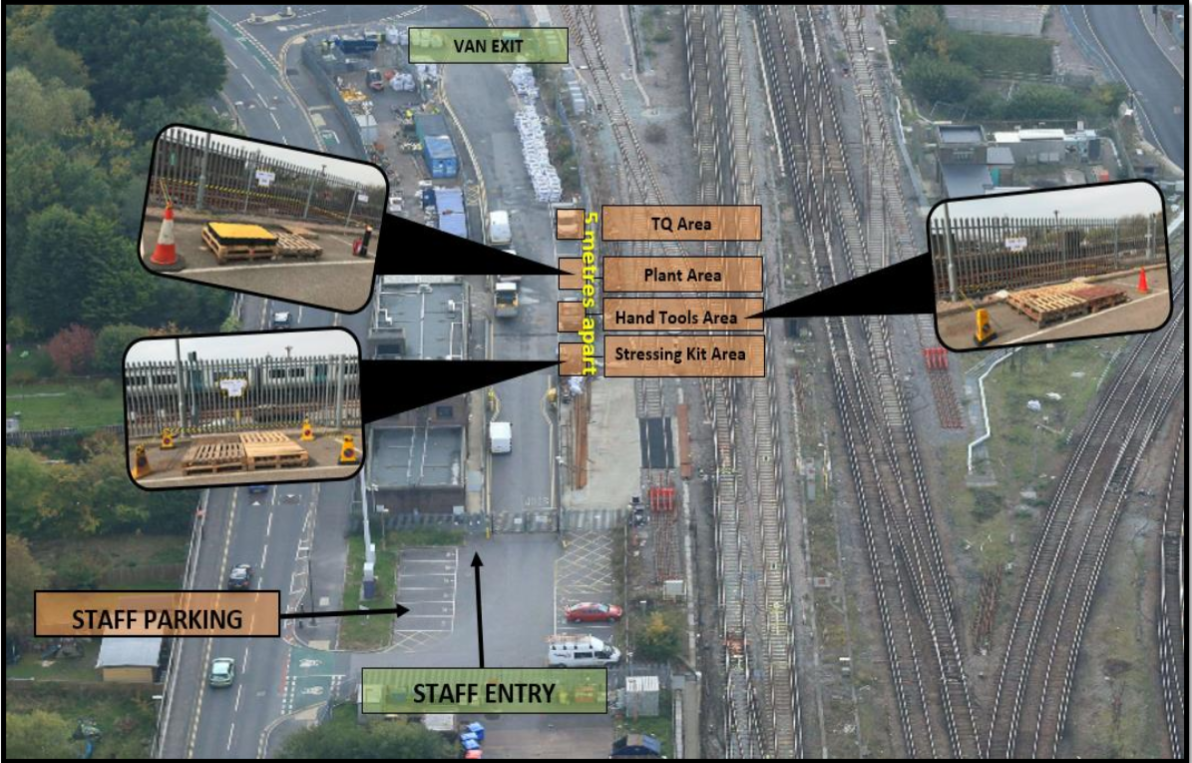 VAN EXIT
TQ Area
Plant Area
Hand Tools Area
Stressing Kit Area
5 metres apart
STAFF PARKING
STAFF ENTRY